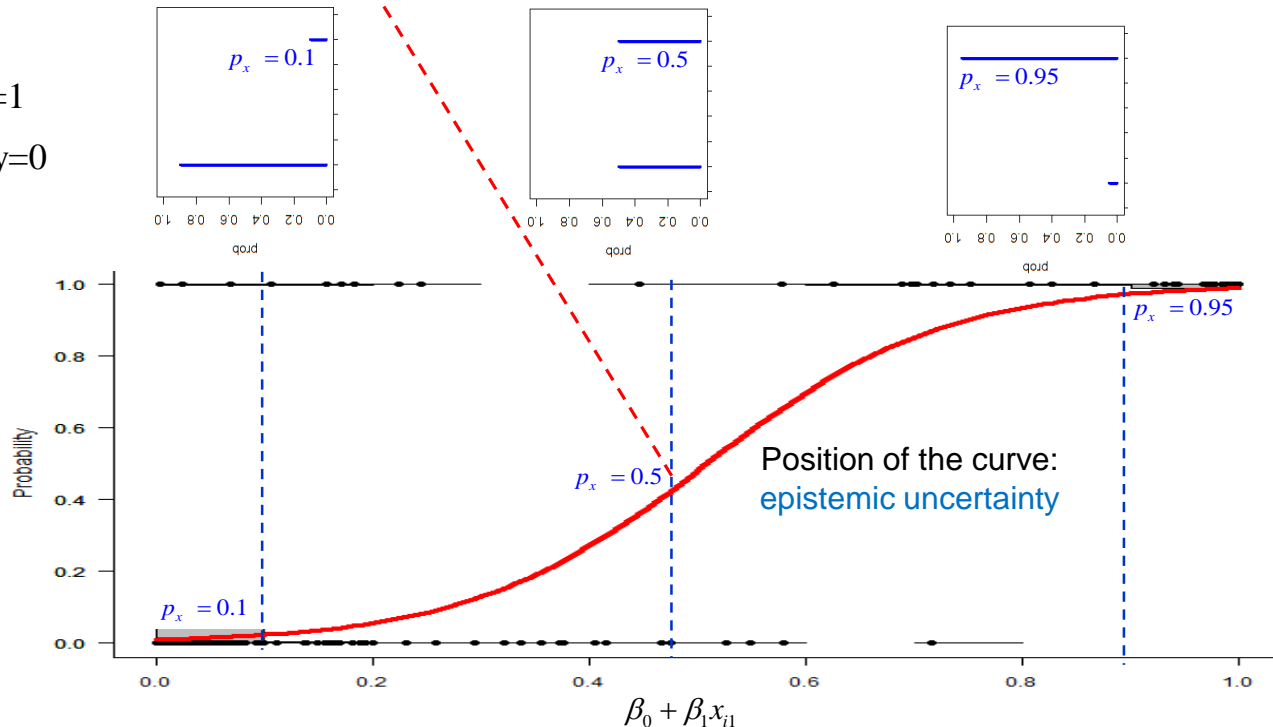 p_x = 0.1
p_x = 0.5
p_x = 0.95
=1
y=0
1.0 0.8 0.6 0.4 0.2 0.0
prob
1.0 0.8 0.6 0.4 0.2 0.0
prob
1.0 0.8 0.6 0.4 0.2 0.0
prob
1.0
p_x = 0.95
0.8
0.6
Probability
p_x = 0.5
Position of the curve:
epistemic uncertainty
0.4
0.2
p_x = 0.1
0.0
0.0 0.2 0.4 0.6 0.8 1.0
β₀ + β₁x_{i1}